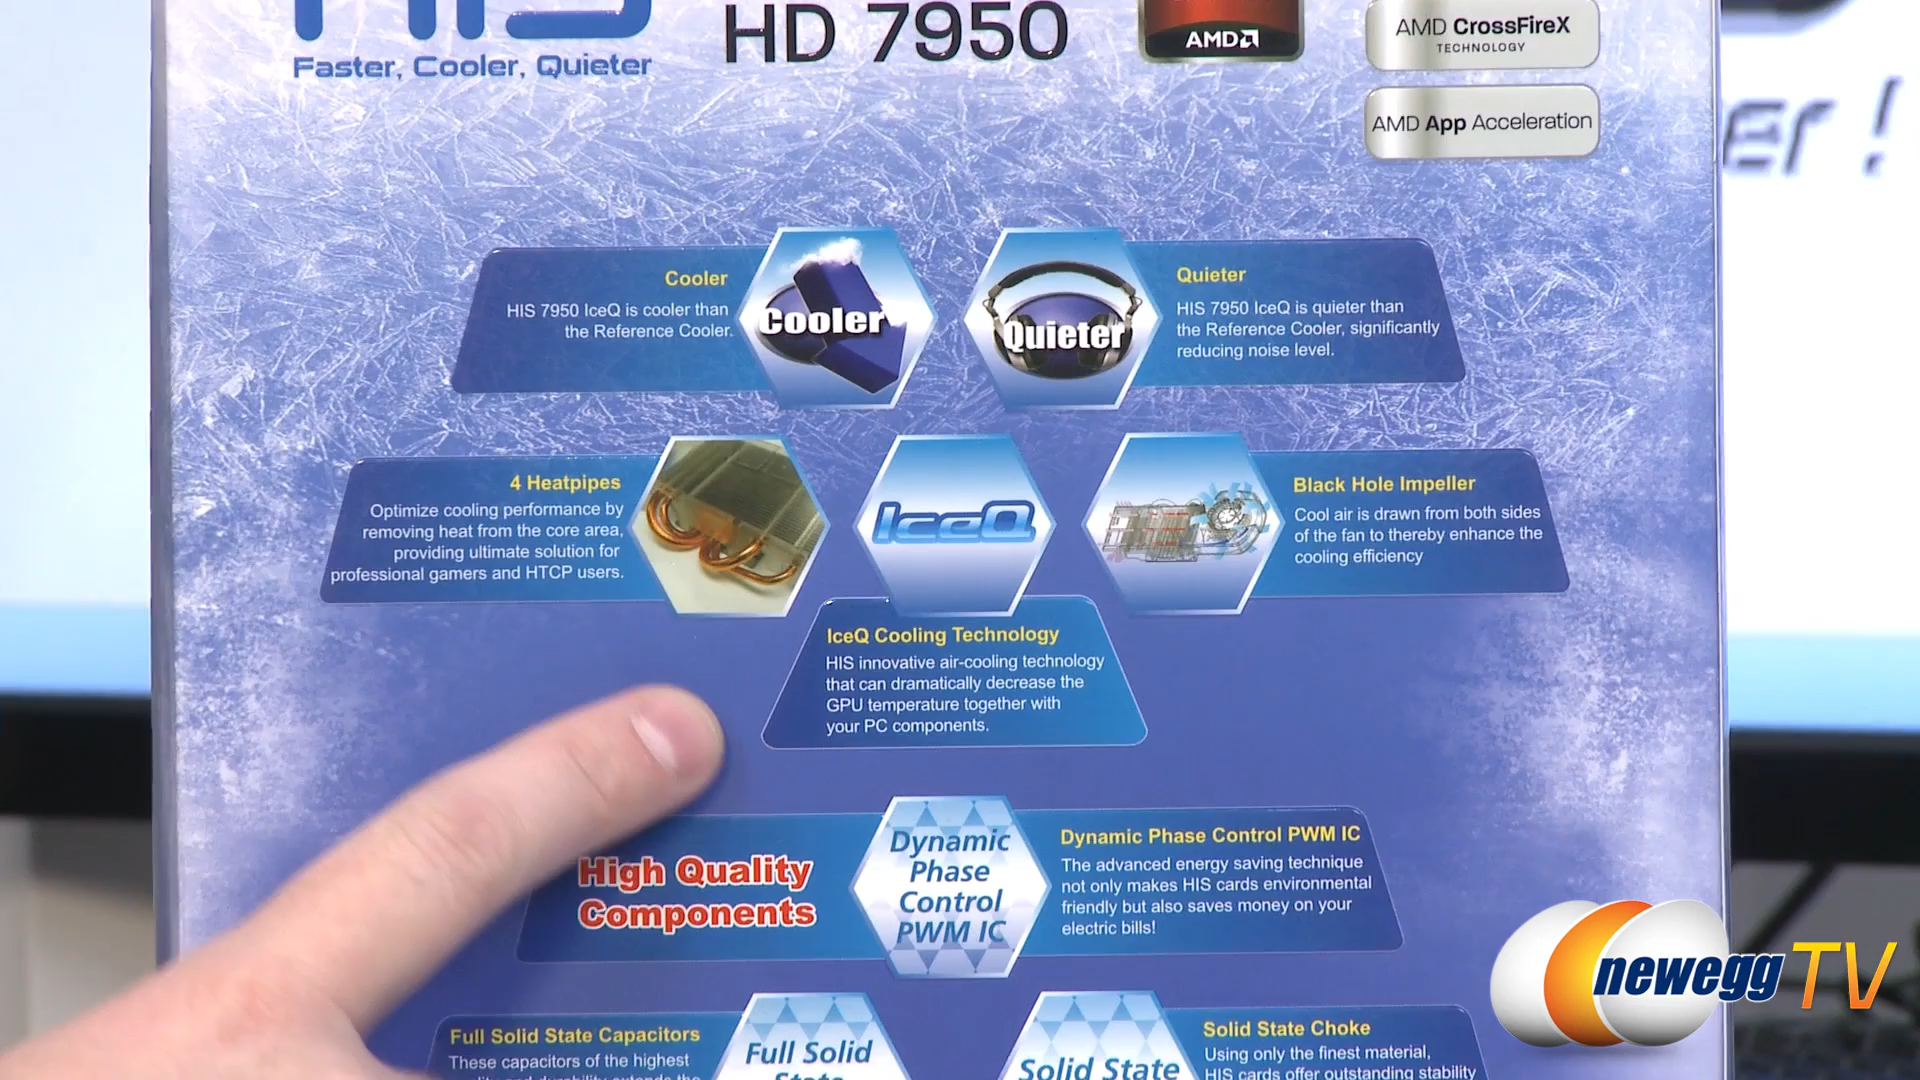 HIS
Faster, Cooler, Quieter
HD 7950
AMD
AMD CrossFireX
TECHNOLOGY
AMD App Acceleration
er !
Cooler
HIS 7950 IceQ is cooler than
the Reference Cooler.
Cooler
Quieter
Quieter
HIS 7950 IceQ is quieter than
the Reference Cooler, significantly
reducing noise level.
4 Heatpipes
Optimize cooling performance by
removing heat from the core area,
providing ultimate solution for
professional gamers and HTCP users.
IceQ
Black Hole Impeller
Cool air is drawn from both sides
of the fan to thereby enhance the
cooling efficiency
IceQ Cooling Technology
HIS innovative air-cooling technology
that can dramatically decrease the
GPU temperature together with
your PC components.
High Quality
Components
Dynamic
Phase
Control
PWM IC
Dynamic Phase Control PWM IC
The advanced energy saving technique
not only makes HIS cards environmental
friendly but also saves money on your
electric bills!
Full Solid State Capacitors
These capacitors of the highest
Full Solid
State
Solid State
Solid State Choke
Using only the finest material,
HIS cards offer outstanding stability
newegg TV